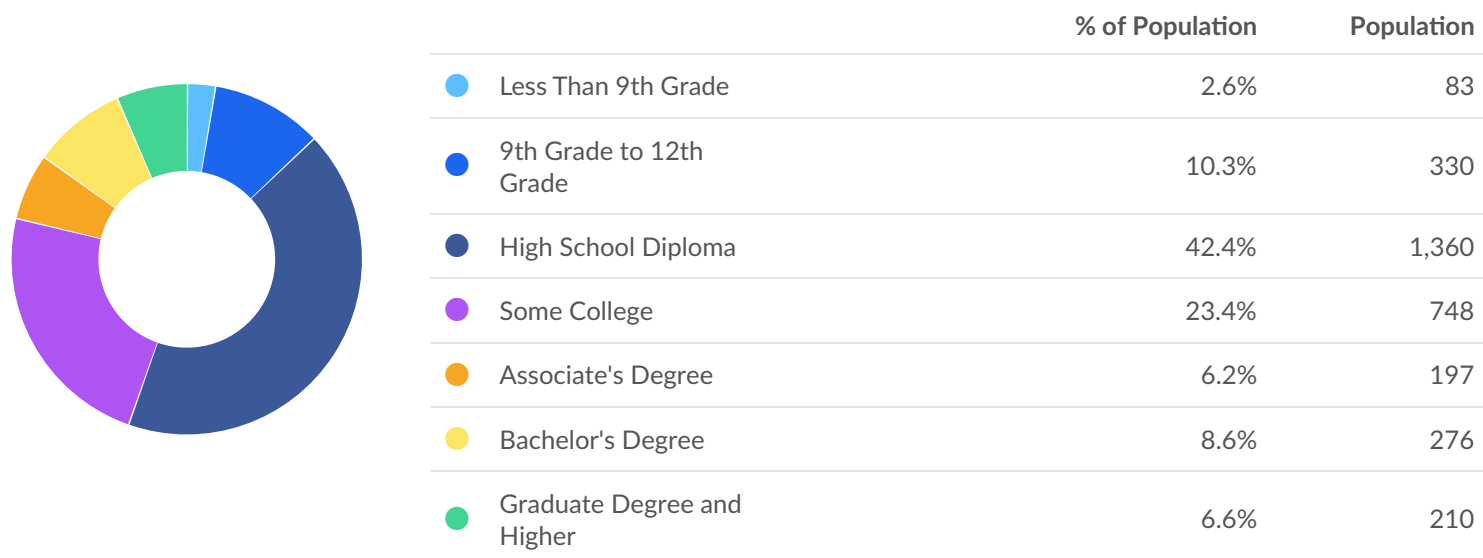 % of Population Population
Less Than 9th Grade 2.6% 83
9th Grade to 12th
Grade 10.3% 330
High School Diploma 42.4% 1,360
Some College 23.4% 748
Associate's Degree 6.2% 197
Bachelor's Degree 8.6% 276
Graduate Degree and
Higher 6.6% 210